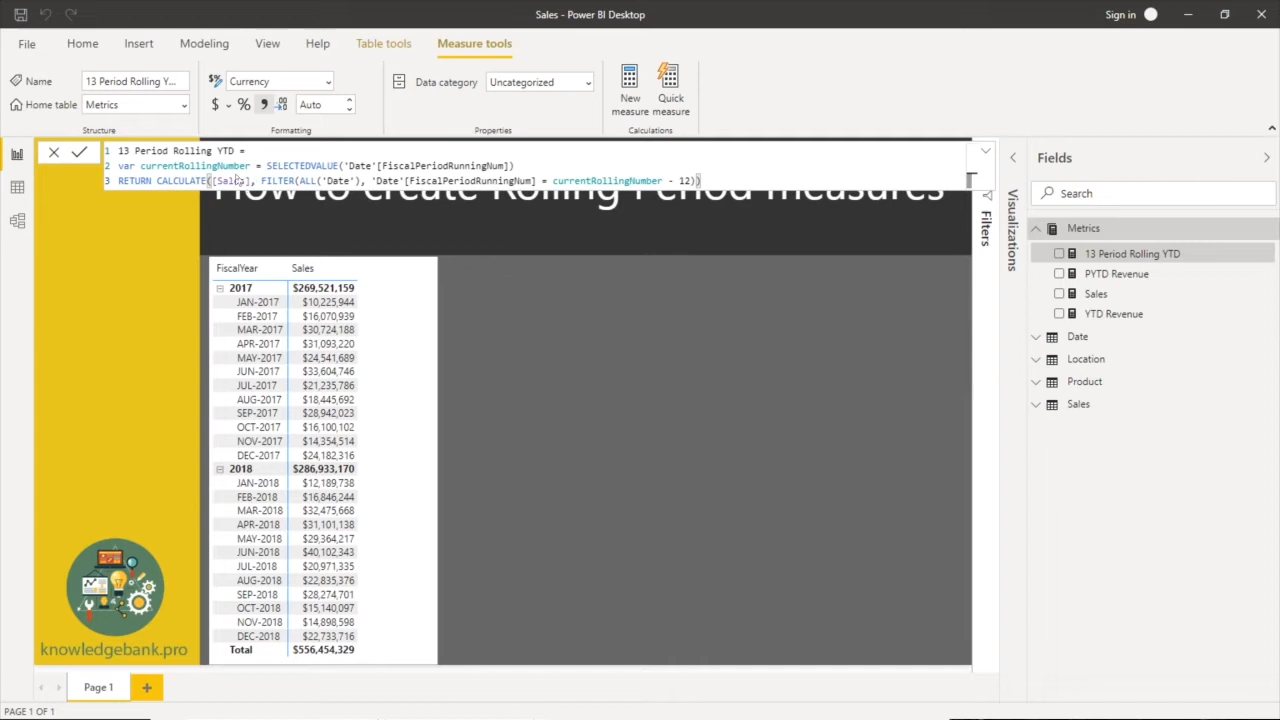 Sales - Power BI Desktop
Sign in
File Home Insert Modeling View Help Table tools Measure tools
Name 13 Period Rolling Y...
Home table Metrics
Structure
$% Currency
$ % Auto
Formatting
Data category Uncategorized
Properties
New measure
Quick measure
Calculations
1 13 Period Rolling YTD =
2 var currentRollingNumber = SELECTEDVALUE('Date'[FiscalPeriodRunningNum])
3 RETURN CALCULATE([Sales], FILTER(ALL('Date'), 'Date'[FiscalPeriodRunningNum] = currentRollingNumber - 12))
How to create Rolling Period measures
FiscalYear Sales
2017 $269,521,159
JAN-2017 $10,225,944
FEB-2017 $16,070,939
MAR-2017 $30,724,188
APR-2017 $31,093,220
MAY-2017 $24,541,689
JUN-2017 $33,604,746
JUL-2017 $21,235,786
AUG-2017 $18,445,692
SEP-2017 $28,942,023
OCT-2017 $16,100,102
NOV-2017 $14,354,514
DEC-2017 $24,182,316
2018 $286,933,170
JAN-2018 $12,189,738
FEB-2018 $16,846,244
MAR-2018 $32,475,668
APR-2018 $31,101,138
MAY-2018 $29,364,217
JUN-2018 $40,102,343
JUL-2018 $20,971,335
AUG-2018 $22,835,376
SEP-2018 $28,274,701
OCT-2018 $15,140,097
NOV-2018 $14,898,598
DEC-2018 $22,733,716
Total $556,454,329
knowledgebank.pro
Filters
Visualizations
Fields
Search
Metrics
13 Period Rolling YTD
PYTD Revenue
Sales
YTD Revenue
Date
Location
Product
Sales
Page 1
PAGE 1 OF 1